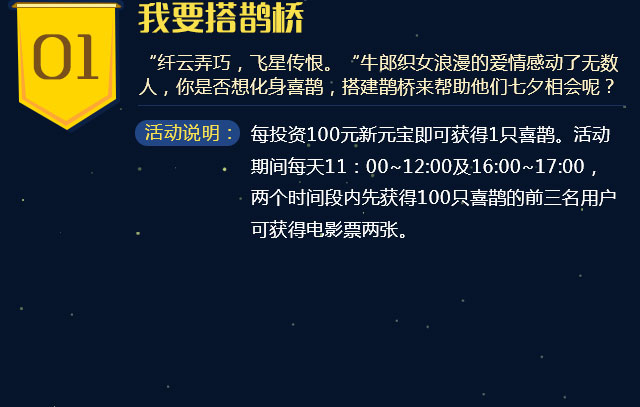 01
我要搭鹊桥
“纤云弄巧，飞星传恨。“牛郎织女浪漫的爱情感动了无数
人，你是否想化身喜鹊，搭建鹊桥来帮助他们七夕相会呢？
活动说明： 每投资100元新元宝即可获得1只喜鹊。活动
期间每天11：00~12:00及16:00~17:00，
两个时间段内先获得100只喜鹊的前三名用户
可获得电影票两张。